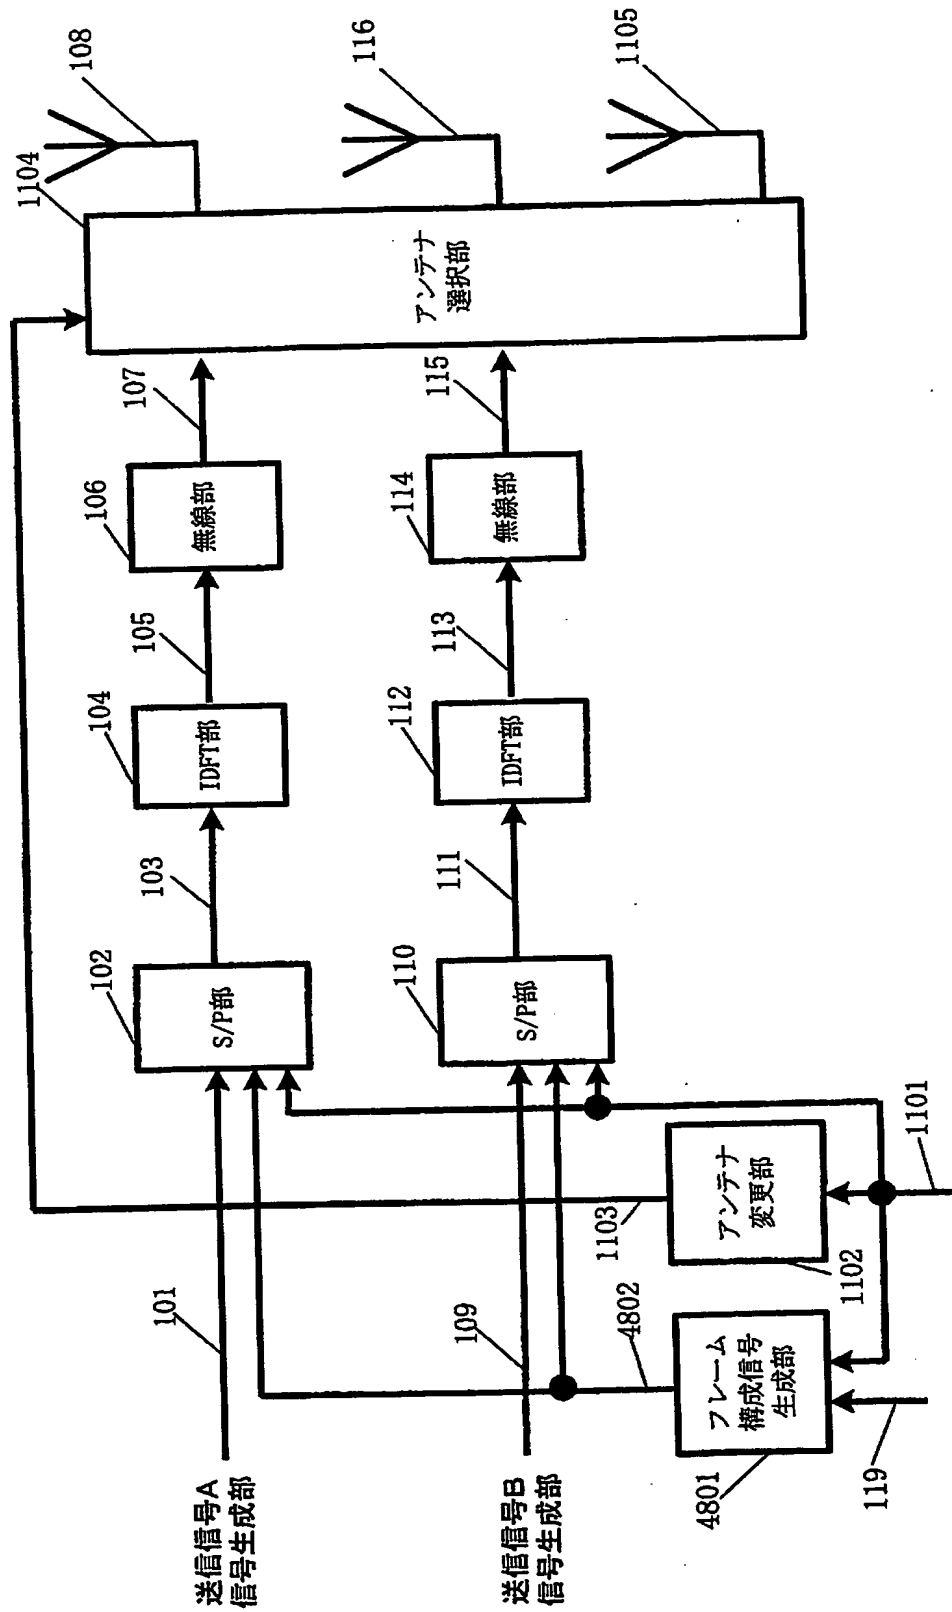 送信信号A
信号生成部
101
102
S/P部
103
104
IDFT部
105
106
無線部
107
1104
アンテナ
選択部
108
116
1105
送信信号B
信号生成部
109
110
S/P部
111
112
IDFT部
113
114
無線部
115
4802
4801
フレーム
構成信号
生成部
119
1103
1102
アンテナ
変更部
1101